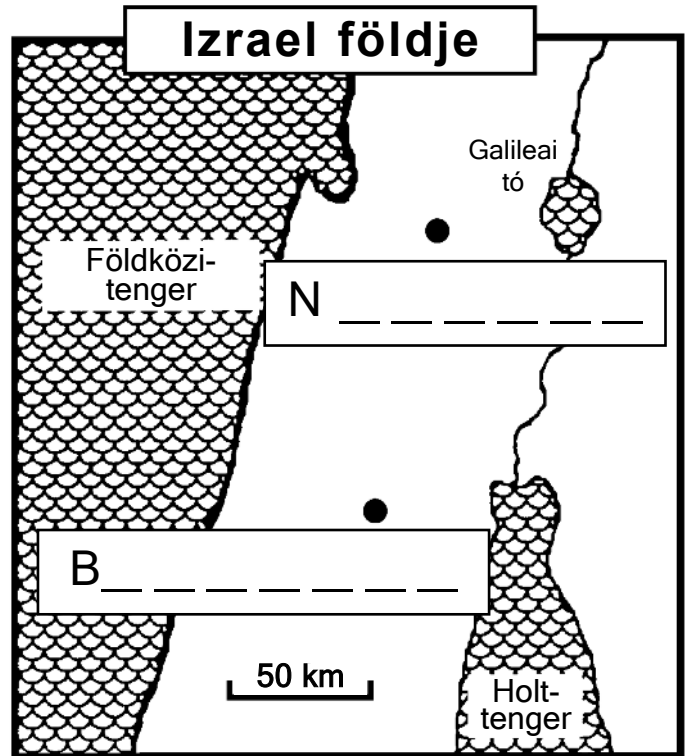 Izrael földje
Galileai
tó
Földközi-
tenger
N _ _ _ _ _ _
B_ _ _ _ _ _ _
50 km
Holt-
tenger